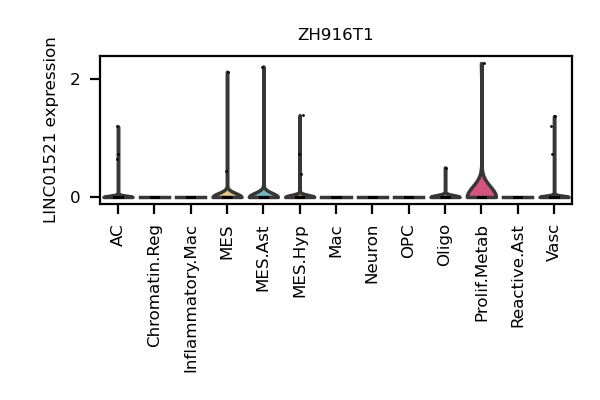 ZH916T1
LINC01521 expression
2
0
AC
Chromatin.Reg
Inflammatory.Mac
MES
MES.Ast
MES.Hyp
Mac
Neuron
OPC
Oligo
Prolif.Metab
Reactive.Ast
Vasc